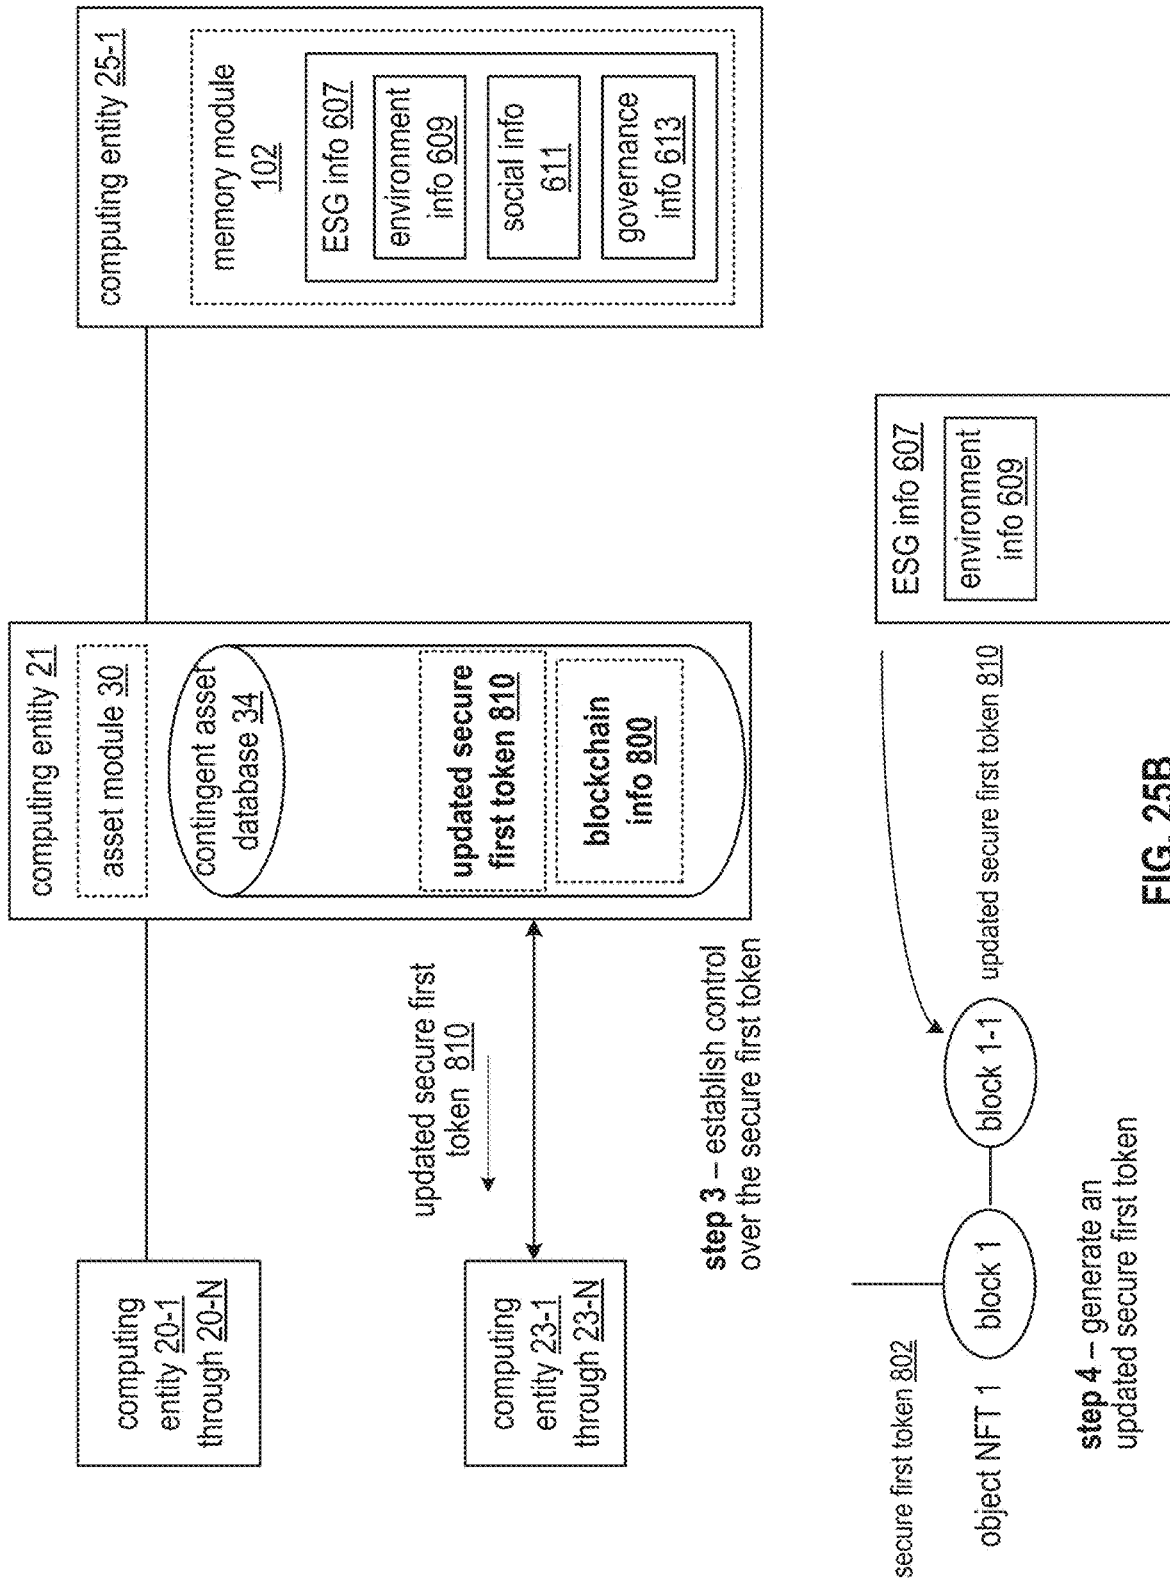 computing
entity 20-1
through 20-N
computing entity 21
asset module 30
contingent asset
database 34
updated secure
first token 810
blockchain
info 800
computing entity 25-1
memory module
102
ESG info 607
environment
info 609
social info
611
governance
info 613
updated secure first
token 810
computing
entity 23-1
through 23-N
step 3 – establish control
over the secure first token
secure first token 802
object NFT 1
block 1
block 1-1
updated secure first token 810
ESG info 607
environment
info 609
step 4 – generate an
updated secure first token
FIG. 25B